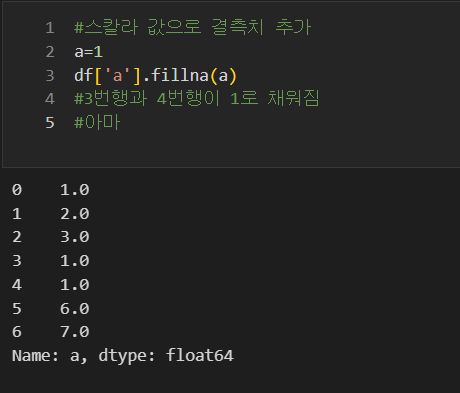 1 #스칼라 값으로 결측치 추가
2 a=1
3 df['a'].fillna(a)
4 #3번행과 4번행이 1로 채워짐
5 #아마
0 1.0
1 2.0
2 3.0
3 1.0
4 1.0
5 6.0
6 7.0
Name: a, dtype: float64